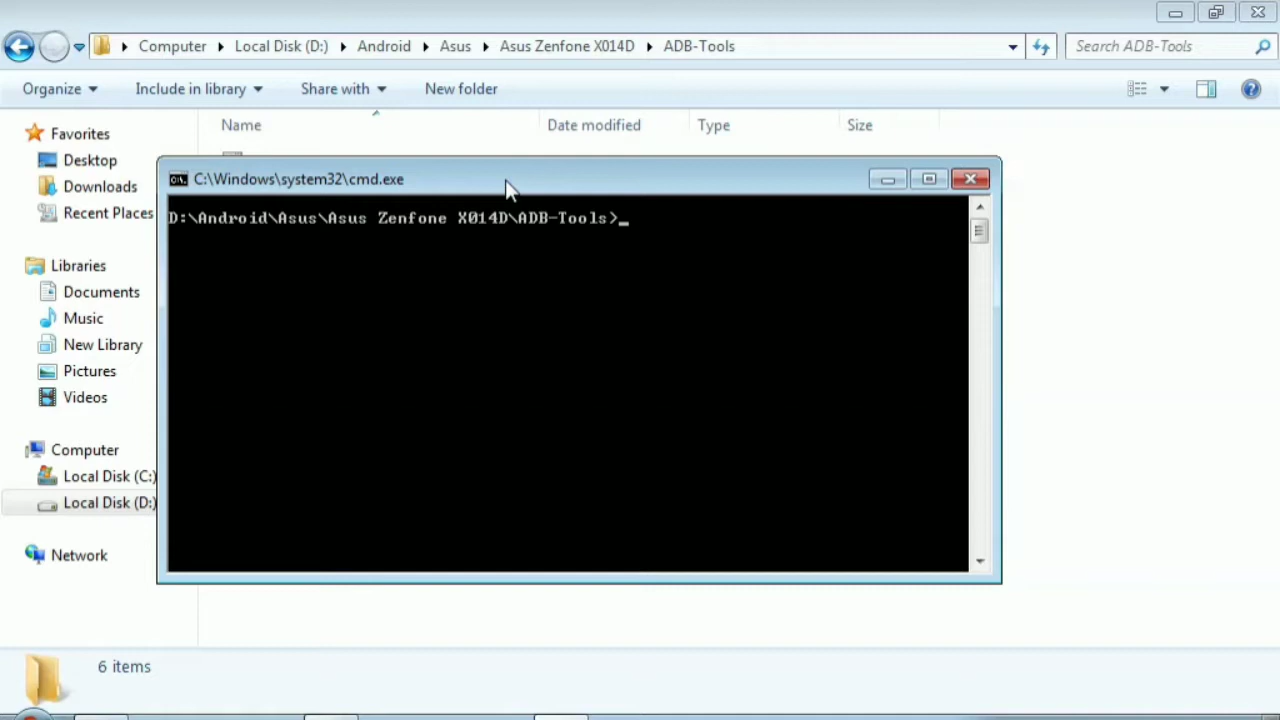 Computer Local Disk (D:) Android Asus Asus Zenfone X014D ADB-Tools
Search ADB-Tools
Organize Include in library Share with New folder
Name Date modified Type Size
Favorites
Desktop
Downloads
Recent Places
Libraries
Documents
Music
New Library
Pictures
Videos
Computer
Local Disk (C:)
Local Disk (D:)
Network
C:\Windows\system32\cmd.exe
D:\Android\Asus\Asus Zenfone X014D\ADB-Tools>_
6 items